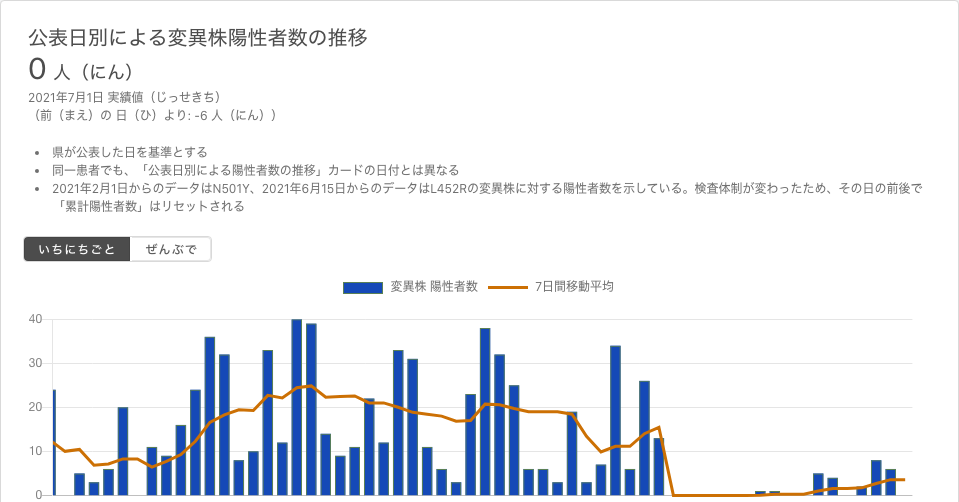 公表日別による変異株陽性者数の推移
0 人（にん）
2021年7月1日 実績値（じっせきち）
（前（まえ）の 日（ひ）より: -6 人（にん））
• 県が公表した日を基準とする
• 同一患者でも、「公表日別による陽性者数の推移」カードの日付とは異なる
• 2021年2月1日からのデータはN501Y、2021年6月15日からのデータはL452Rの変異株に対する陽性者数を示している。検査体制が変わったため、その日の前後で
「累計陽性者数」はリセットされる
いちにちごと ぜんぶで
変異株 陽性者数 7日間移動平均
40
30
20
10
0